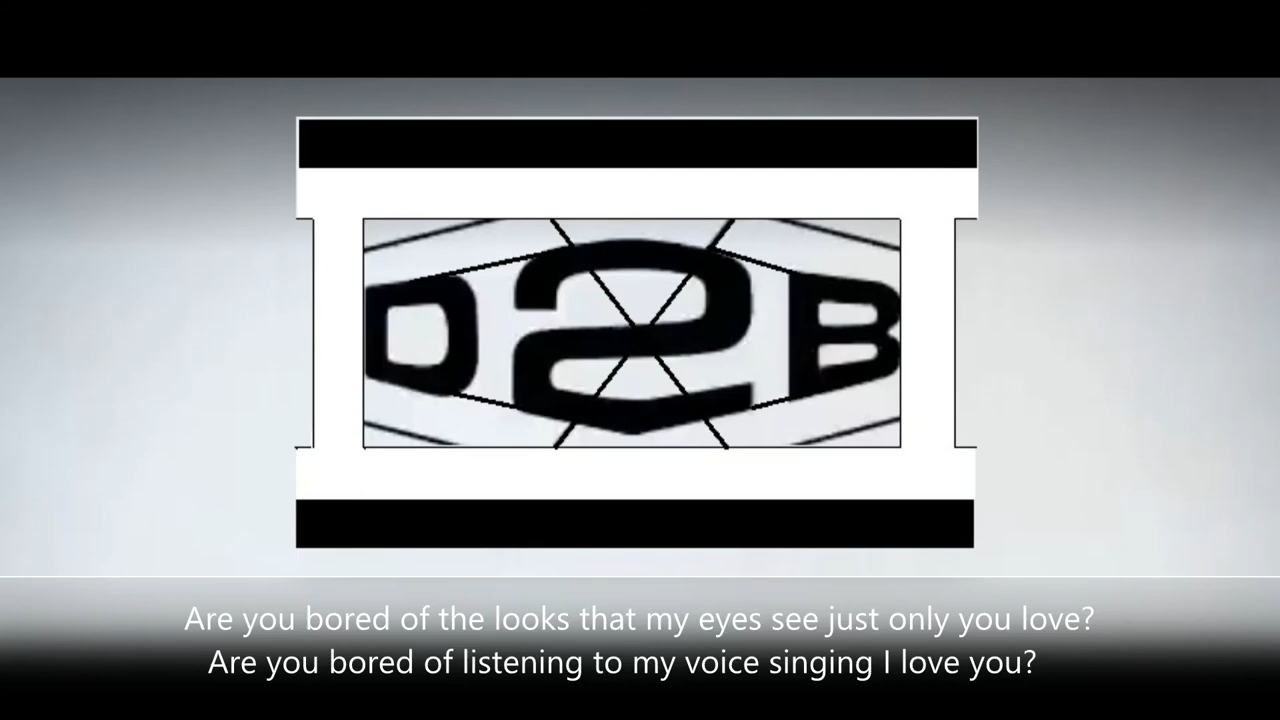 D2B
Are you bored of the looks that my eyes see just only you love?
Are you bored of listening to my voice singing I love you?